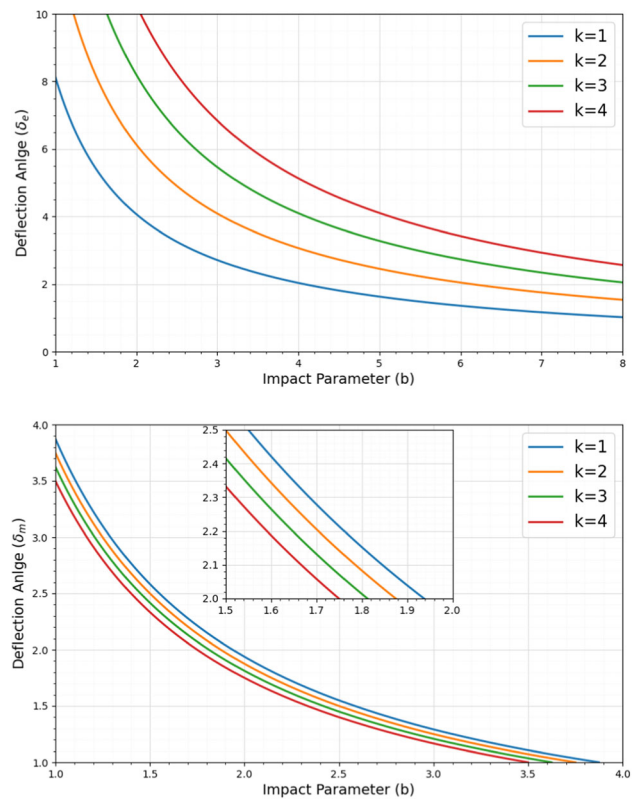 10
8
6
4
2
0
Deflection Anlge (δe)
k=1
k=2
k=3
k=4
1 2 3 4 5 6 7 8
Impact Parameter (b)
4.0
3.5
3.0
2.5
2.0
1.5
1.0
Deflection Anlge (δm)
2.5
2.4
2.3
2.2
2.1
2.0
1.5 1.6 1.7 1.8 1.9 2.0
k=1
k=2
k=3
k=4
1.0 1.5 2.0 2.5 3.0 3.5 4.0
Impact Parameter (b)